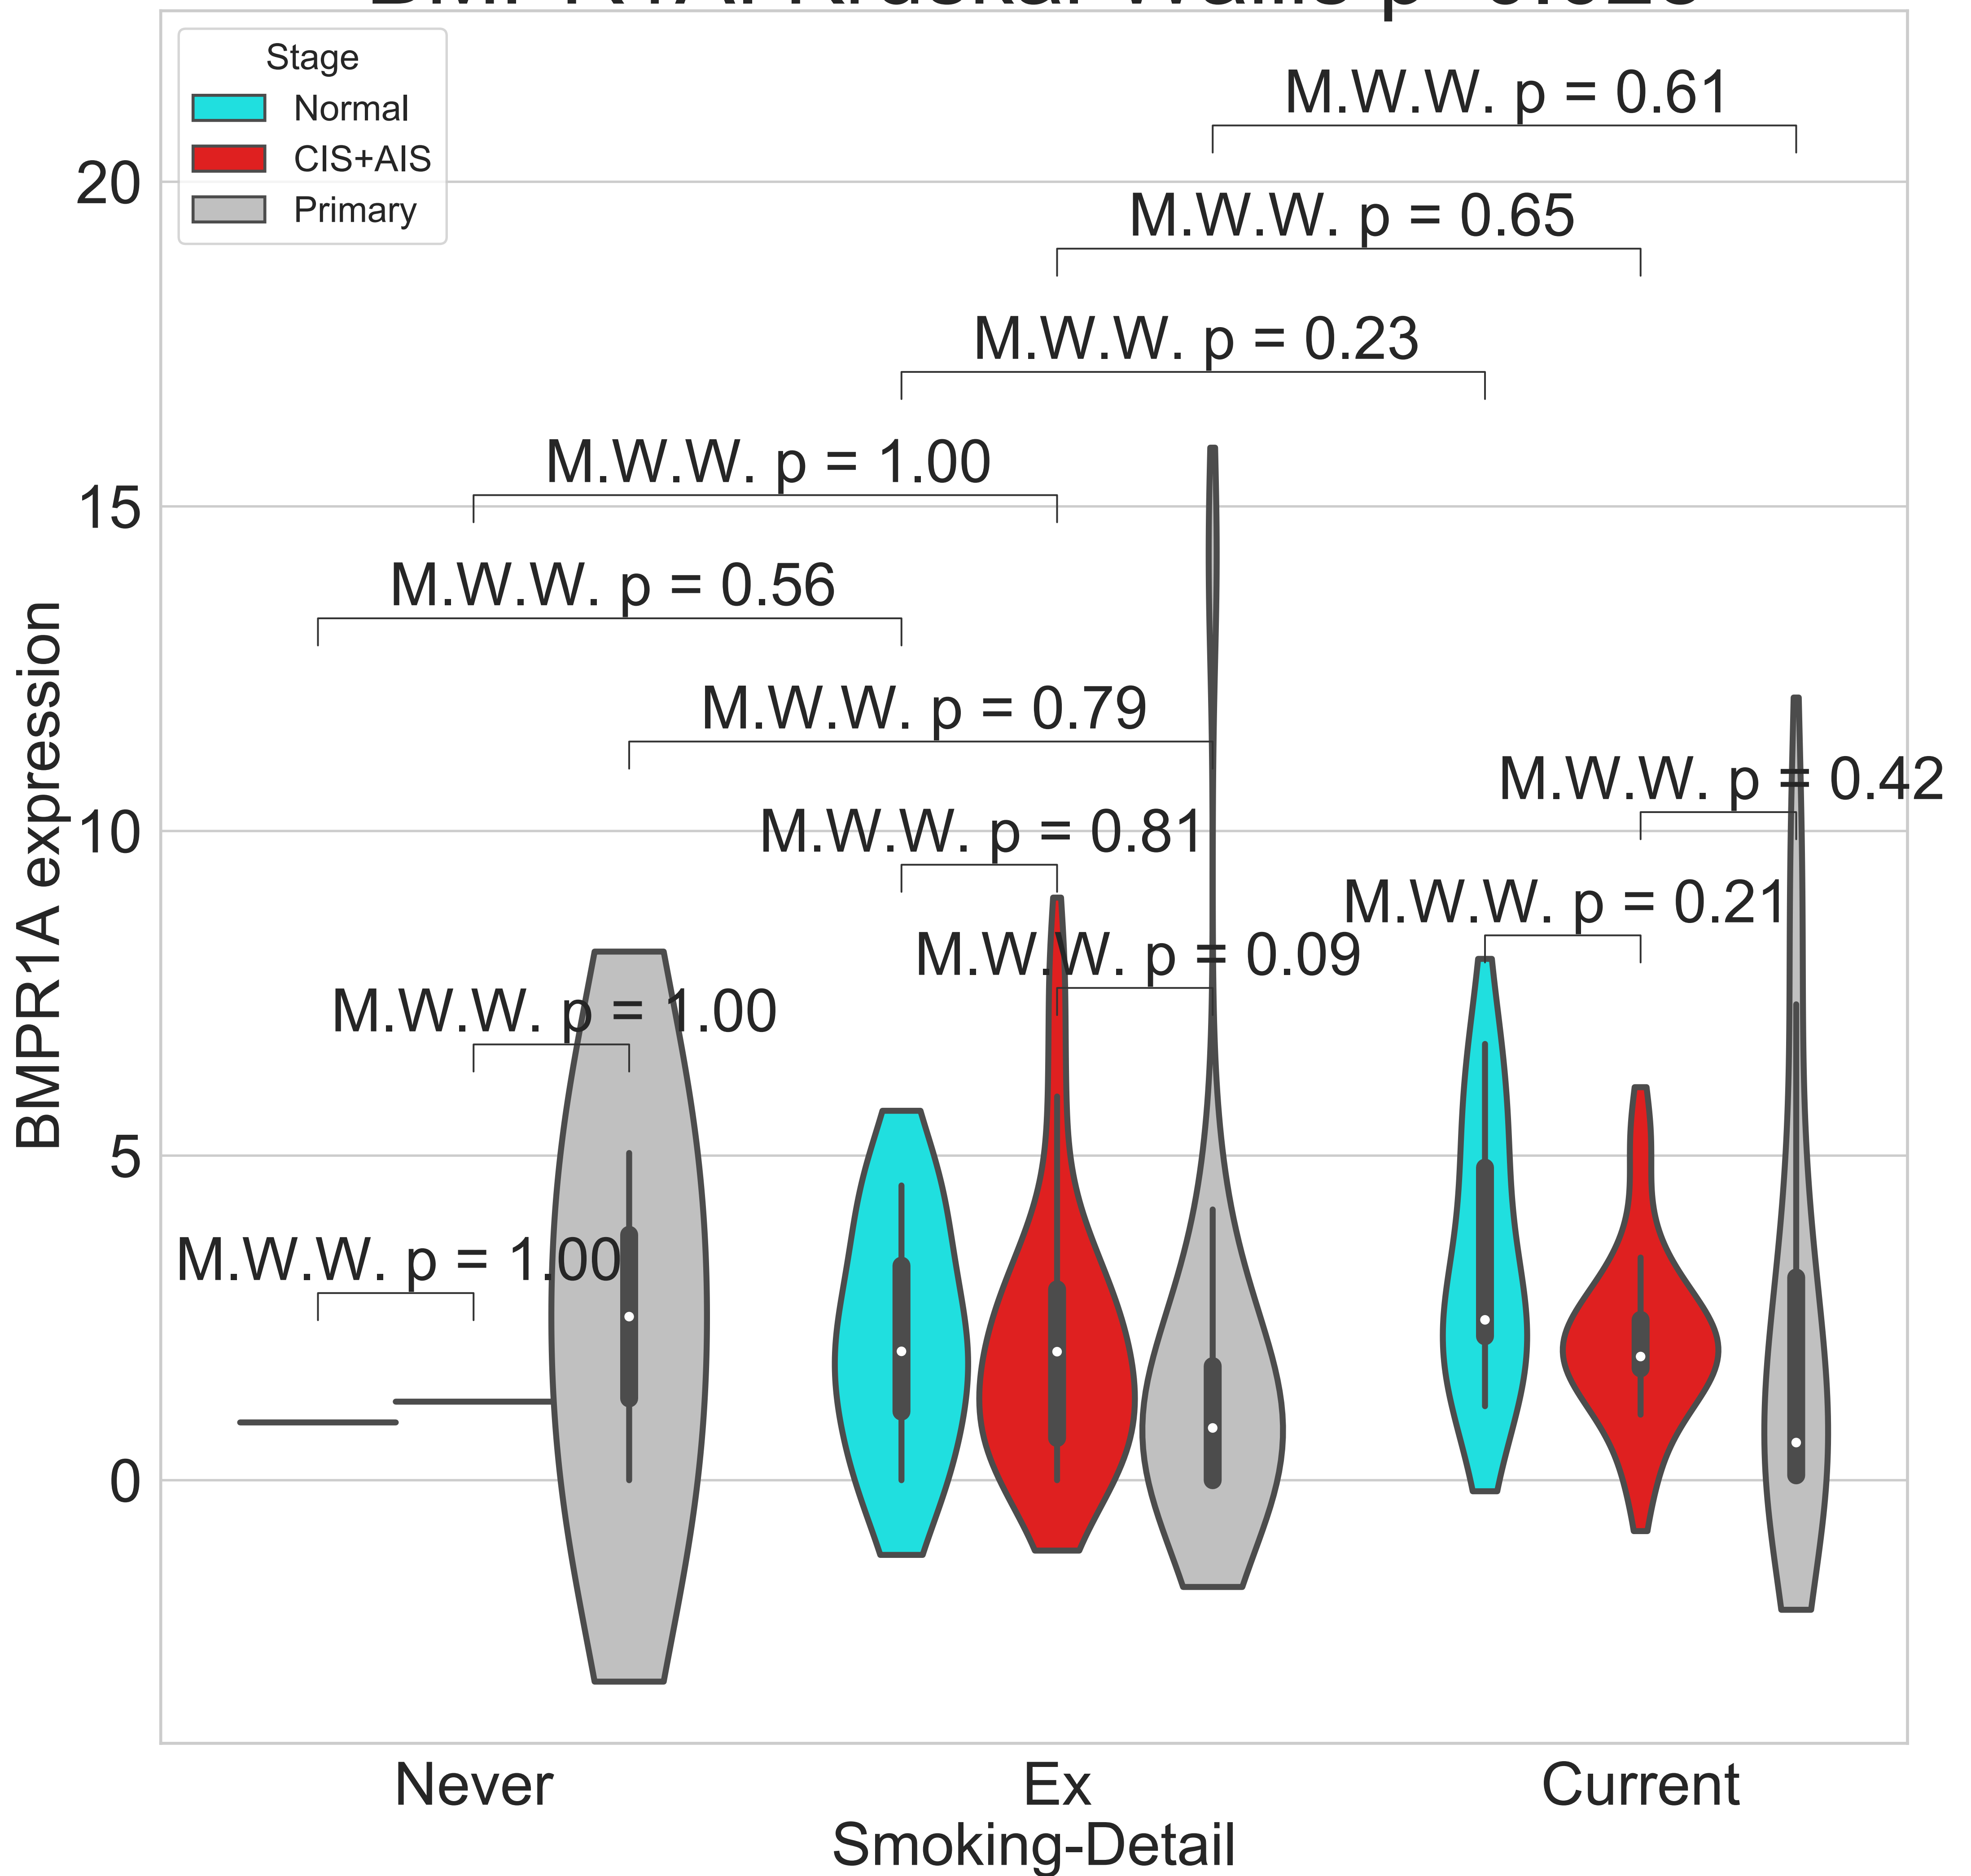 Stage
Normal
CIS+AIS
Primary
M.W.W. p = 0.61
20
M.W.W. p = 0.65
M.W.W. p = 0.23
M.W.W. p = 1.00
15
M.W.W. p = 0.56
M.W.W. p = 0.79
M.W.W. p = 0.42
10
M.W.W. p = 0.81
M.W.W. p = 0.21
M.W.W. p = 0.09
M.W.W. p = 1.00
5
M.W.W. p = 1.00
0
BMPR1A expression
Never
Ex
Current
Smoking-Detail